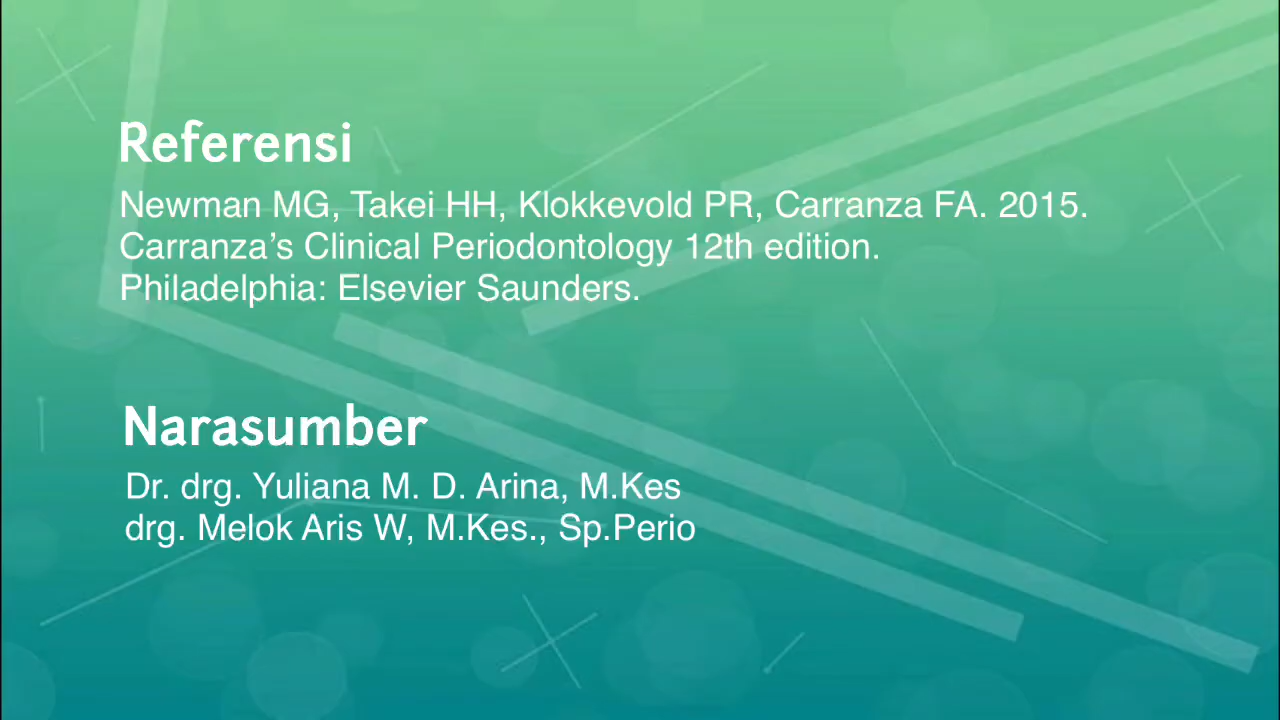 Referensi
Newman MG, Takei HH, Klokkevold PR, Carranza FA. 2015.
Carranza’s Clinical Periodontology 12th edition.
Philadelphia: Elsevier Saunders.
Narasumber
Dr. drg. Yuliana M. D. Arina, M.Kes
drg. Melok Aris W, M.Kes., Sp.Perio